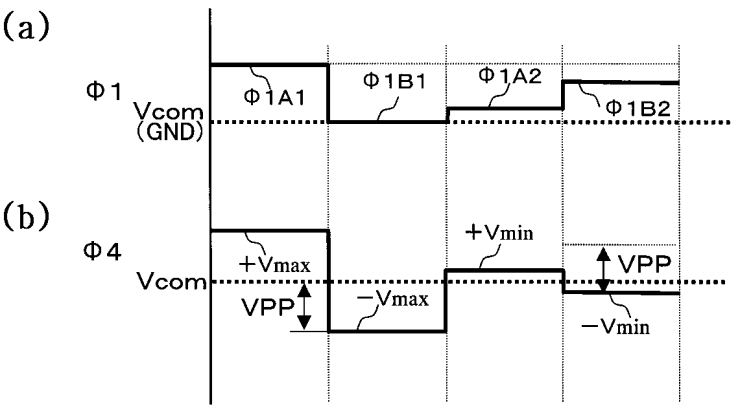 (a)
Φ1
Vcom
(GND)
Φ1A1
Φ1B1
Φ1A2
Φ1B2
(b)
Φ4
Vcom
+Vmax
VPP
−Vmax
+Vmin
VPP
−Vmin